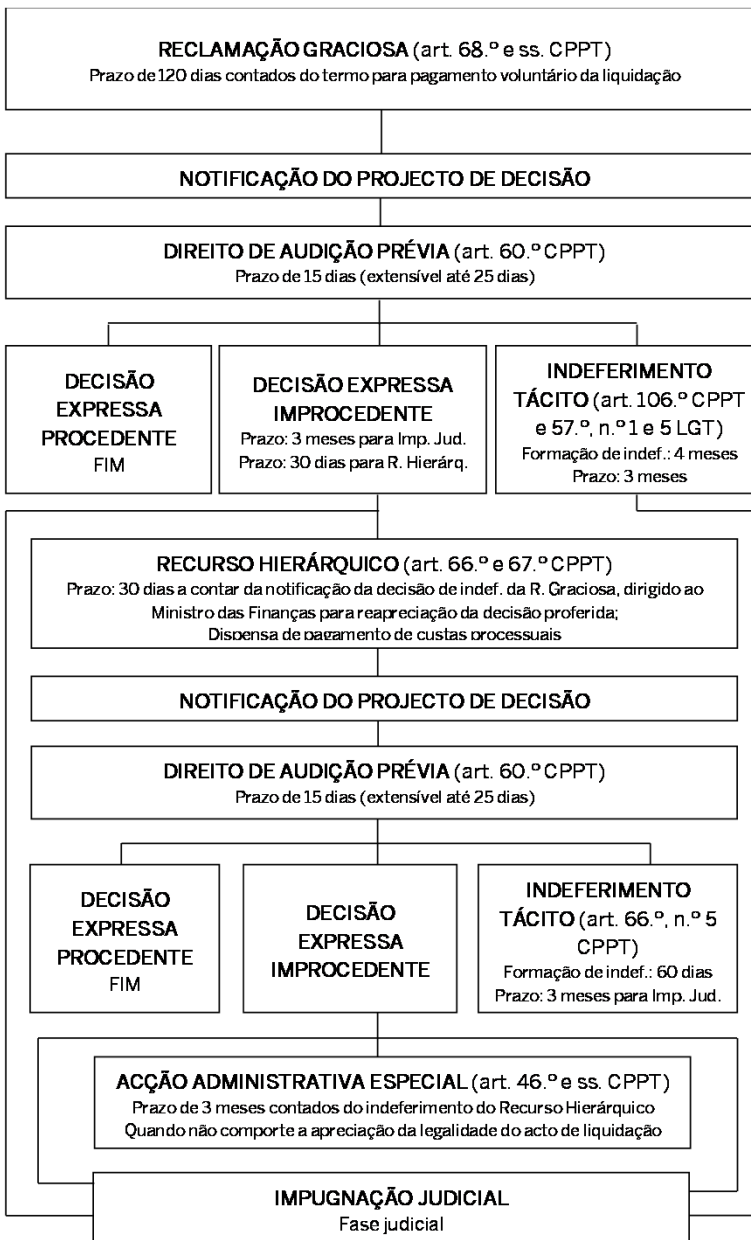 RECLAMAÇÃO GRACIOSA (art. 68.º e ss. CPPT)
Prazo de 120 dias contados do termo para pagamento voluntário da liquidação
NOTIFICAÇÃO DO PROJECTO DE DECISÃO
DIREITO DE AUDIÇÃO PRÉVIA (art. 60.º CPPT)
Prazo de 15 dias (extensível até 25 dias)
DECISÃO
EXPRESSA
PROCEDENTE
FIM
DECISÃO EXPRESSA
IMPROCEDENTE
Prazo: 3 meses para Imp. Jud.
Prazo: 30 dias para R. Hierárq.
INDEFERIMENTO
TÁCITO (art. 106.º CPPT
e 57.º, n.º 1 e 5 LGT)
Formação de indef.: 4 meses
Prazo: 3 meses
RECURSO HIERÁRQUICO (art. 66.º e 67.º CPPT)
Prazo: 30 dias a contar da notificação da decisão de indef. da R. Graciosa, dirigido ao
Ministro das Finanças para reapreciação da decisão proferida;
Dispensa de pagamento de custas processuais
NOTIFICAÇÃO DO PROJECTO DE DECISÃO
DIREITO DE AUDIÇÃO PRÉVIA (art. 60.º CPPT)
Prazo de 15 dias (extensível até 25 dias)
DECISÃO
EXPRESSA
PROCEDENTE
FIM
DECISÃO
EXPRESSA
IMPROCEDENTE
INDEFERIMENTO
TÁCITO (art. 66.º, n.º 5
CPPT)
Formação de indef.: 60 dias
Prazo: 3 meses para Imp. Jud.
ACÇÃO ADMINISTRATIVA ESPECIAL (art. 46.º e ss. CPPT)
Prazo de 3 meses contados do indeferimento do Recurso Hierárquico
Quando não comporte a apreciação da legalidade do acto de liquidação
IMPUGNAÇÃO JUDICIAL
Fase judicial